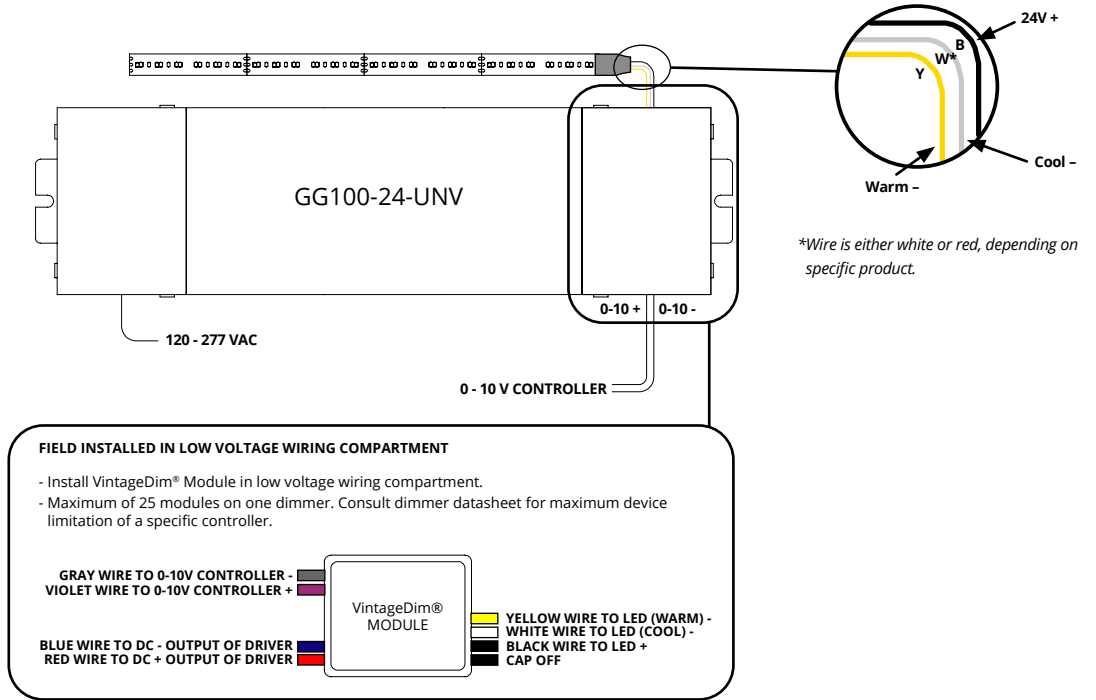 24V +
B
W*
Y
Cool –
Warm –
GG100-24-UNV
*Wire is either white or red, depending on
specific product.
0-10 +
0-10 -
120 - 277 VAC
0 - 10 V CONTROLLER
FIELD INSTALLED IN LOW VOLTAGE WIRING COMPARTMENT
- Install VintageDim® Module in low voltage wiring compartment.
- Maximum of 25 modules on one dimmer. Consult dimmer datasheet for maximum device
limitation of a specific controller.
GRAY WIRE TO 0-10V CONTROLLER -
VIOLET WIRE TO 0-10V CONTROLLER +
BLUE WIRE TO DC - OUTPUT OF DRIVER
RED WIRE TO DC + OUTPUT OF DRIVER
VintageDim®
MODULE
YELLOW WIRE TO LED (WARM) -
WHITE WIRE TO LED (COOL) -
BLACK WIRE TO LED +
CAP OFF